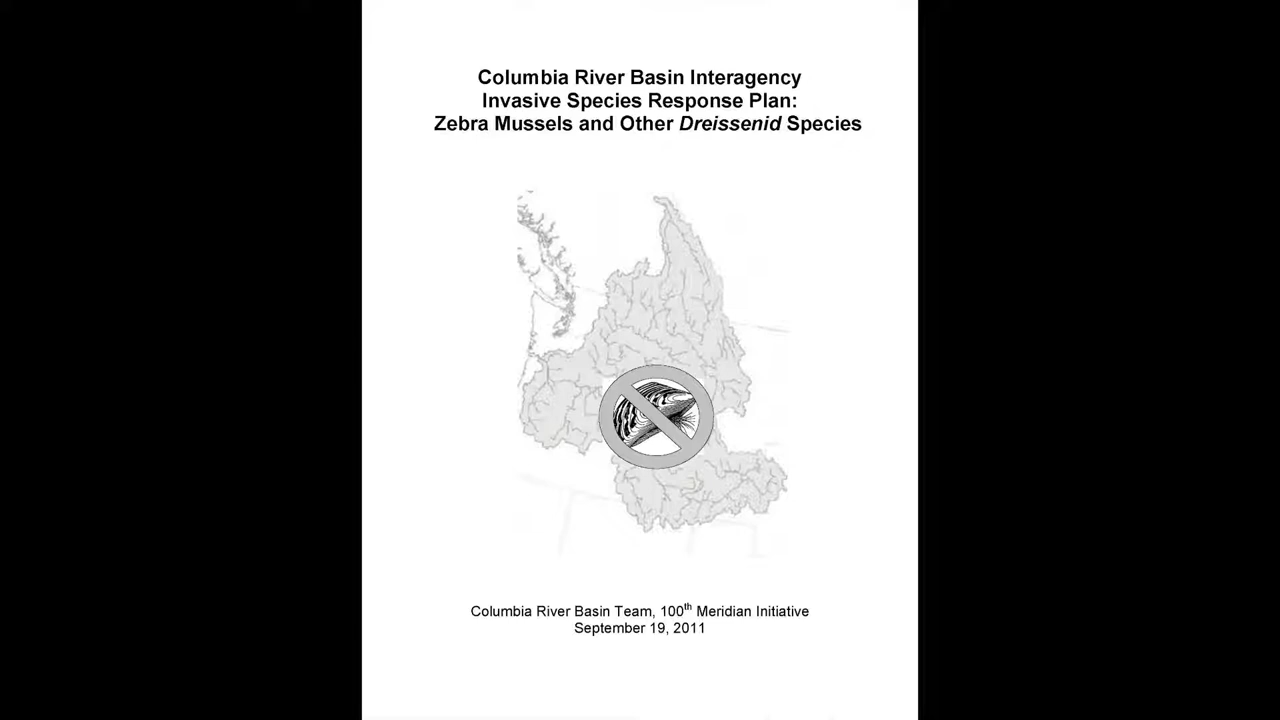 Columbia River Basin Interagency
Invasive Species Response Plan:
Zebra Mussels and Other Dreissenid Species
Columbia River Basin Team, 100th Meridian Initiative
September 19, 2011